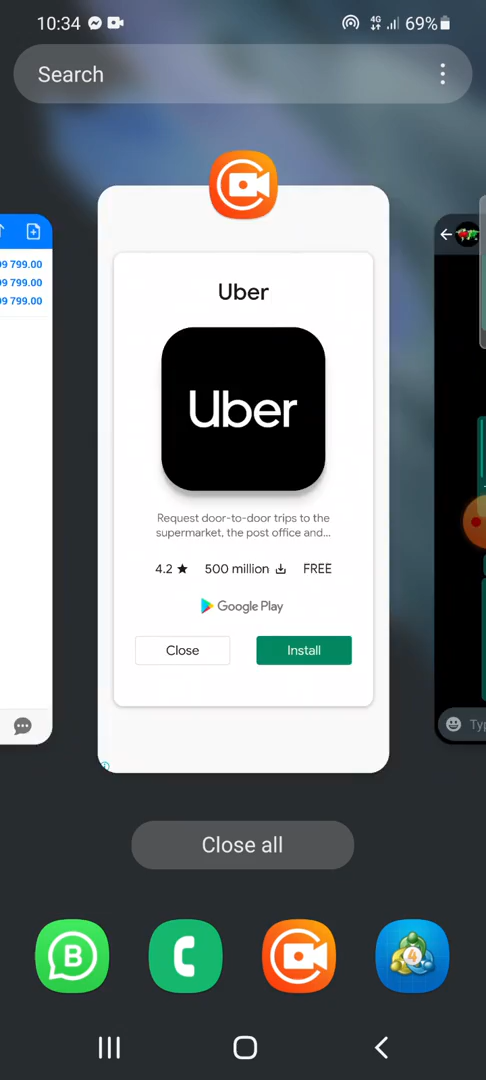 10:34
4G
69%
Search
99 799.00
99 799.00
99 799.00
Uber
Uber
Request door-to-door trips to the
supermarket, the post office and...
4.2 ★ 500 million FREE
Google Play
Close Install
Close all
B
4